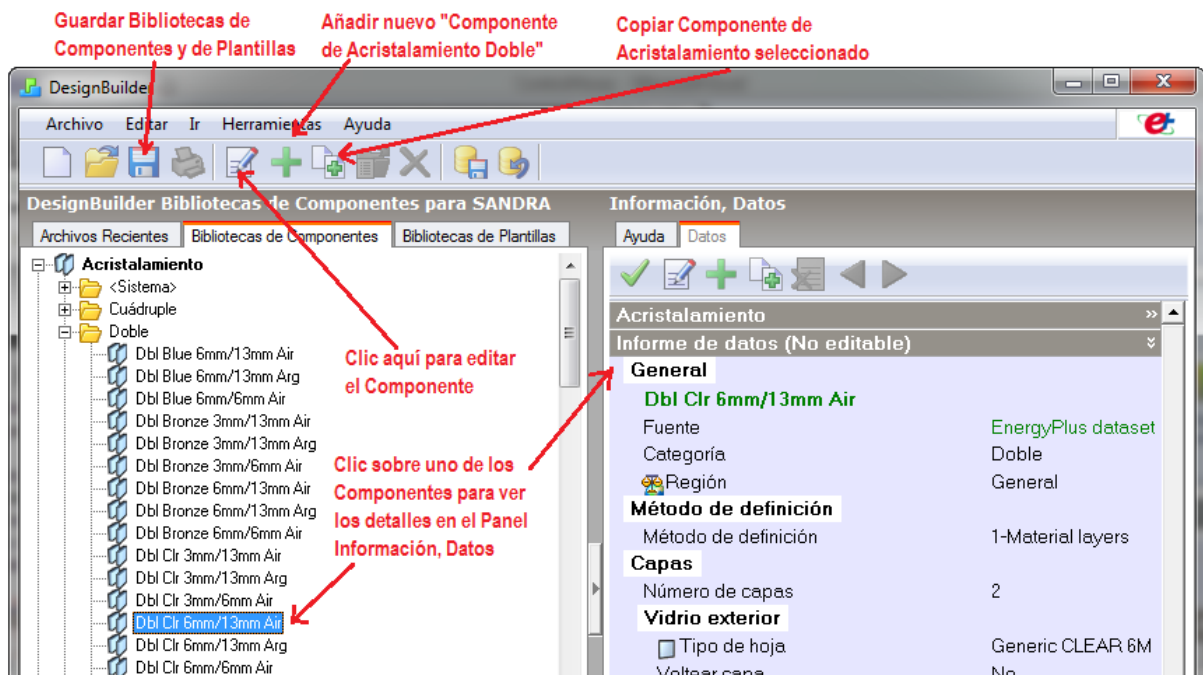 Guardar Bibliotecas de
Componentes y de Plantillas
Añadir nuevo "Componente
de Acristalamiento Doble"
Copiar Componente de
Acristalamiento seleccionado
DesignBuilder
Archivo Editar Ir Herramientas Ayuda
DesignBuilder Bibliotecas de Componentes para SANDRA
Archivos Recientes Bibliotecas de Componentes Bibliotecas de Plantillas
Acristalamiento
<Sistema>
Cuádruple
Doble
Dbl Blue 6mm/13mm Air
Dbl Blue 6mm/13mm Arg
Dbl Blue 6mm/6mm Air
Dbl Bronze 3mm/13mm Air
Dbl Bronze 3mm/13mm Arg
Dbl Bronze 3mm/6mm Air
Dbl Bronze 6mm/13mm Air
Dbl Bronze 6mm/13mm Arg
Dbl Bronze 6mm/6mm Air
Dbl Clr 3mm/13mm Air
Dbl Clr 3mm/13mm Arg
Dbl Clr 3mm/6mm Air
Dbl Clr 6mm/13mm Air
Dbl Clr 6mm/13mm Arg
Dbl Clr 6mm/6mm Air
Clic aquí para editar
el Componente
Clic sobre uno de los
Componentes para ver
los detalles en el Panel
Información, Datos
Información, Datos
Ayuda Datos
Acristalamiento
Informe de datos (No editable)
General
Dbl Clr 6mm/13mm Air
Fuente EnergyPlus dataset
Categoría Doble
Región General
Método de definición
Método de definición 1-Material layers
Capas
Número de capas 2
Vidrio exterior
Tipo de hoja Generic CLEAR 6M
Voltear capa No